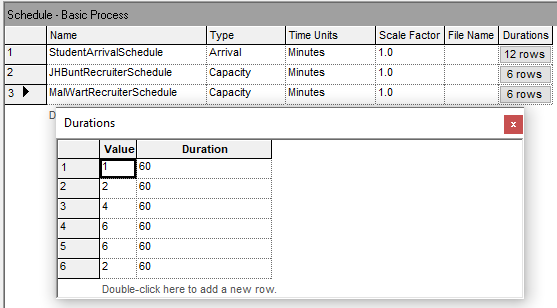 Schedule - Basic Process
Name Type Time Units Scale Factor File Name Durations
1 StudentArrivalSchedule Arrival Minutes 1.0 12 rows
2 JHBuntRecruiterSchedule Capacity Minutes 1.0 6 rows
3 MalWartRecruiterSchedule Capacity Minutes 1.0 6 rows
D
Durations x
Value Duration
1 1 60
2 2 60
3 4 60
4 6 60
5 6 60
6 2 60
Double-click here to add a new row.